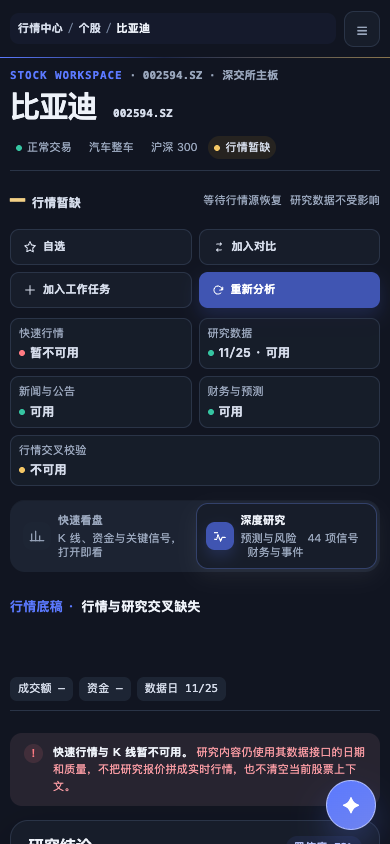 行情中心 / 个股 / 比亚迪
STOCK WORKSPACE · 002594.SZ · 深交所主板
比亚迪 002594.SZ
正常交易 汽车整车 沪深 300 行情暂缺
行情暂缺 等待行情源恢复 研究数据不受影响
自选 加入对比
加入工作任务 重新分析
快速行情 研究数据
暂不可用 11/25 · 可用
新闻与公告 财务与预测
可用 可用
行情交叉校验
不可用
快速看盘
K 线、资金与关键信号,
打开即看
深度研究
预测与风险 44 项信号
财务与事件
行情底稿 · 行情与研究交叉缺失
成交额 — 资金 — 数据日 11/25
快速行情与 K 线暂不可用。 研究内容仍使用其数据接口的日期
和质量，不把研究报价拼成实时行情，也不清空当前股票上下
文。
研究结论